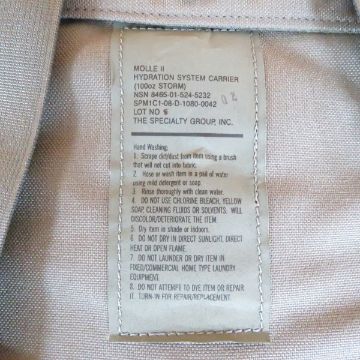 MOLLE II
HYDRATION SYSTEM CARRIER
(100oz STORM)
NSN 8465-01-524-5232
SPM1C1-08-D-1080-0042
LOT NO
THE SPECIALTY GROUP, INC.
Hand Washing.
1. Scrape dirt/dust from item using a brush
that will not cut into fabric.
2. Hose or wash item in a pail of water
using mild detergent or soap.
3. Rinse thoroughly with clean water.
4. DO NOT USE CHLORINE BLEACH, YELLOW
SOAP, CLEANING FLUIDS OR SOLVENTS. WILL
DISCOLOR/DETERIORATE THE ITEM.
5. Dry item in shade or indoors.
6. DO NOT DRY IN DIRECT SUNLIGHT, DIRECT
HEAT OR OPEN FLAME.
7. DO NOT LAUNDER OR DRY ITEM IN
FIXED/COMMERCIAL HOME TYPE LAUNDRY
EQUIPMENT.
8. DO NOT ATTEMPT TO DYE ITEM OR REPAIR
IT. TURN-IN FOR REPAIR/REPLACEMENT.